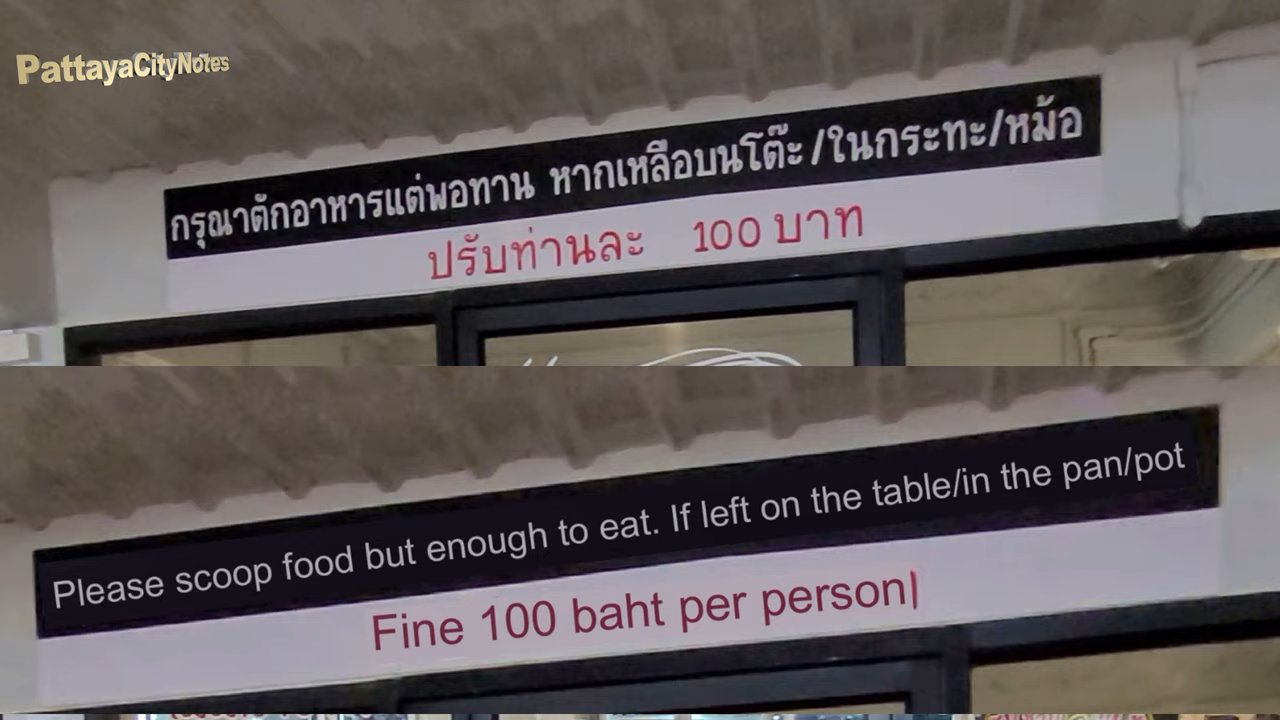 PattayaCityNotes
กรุณาตักอาหารแต่พอทาน หากเหลือบนโต๊ะ/ในกระทะ/หม้อ
ปรับท่านละ 100 บาท
Please scoop food but enough to eat. If left on the table/in the pan/pot
Fine 100 baht per person